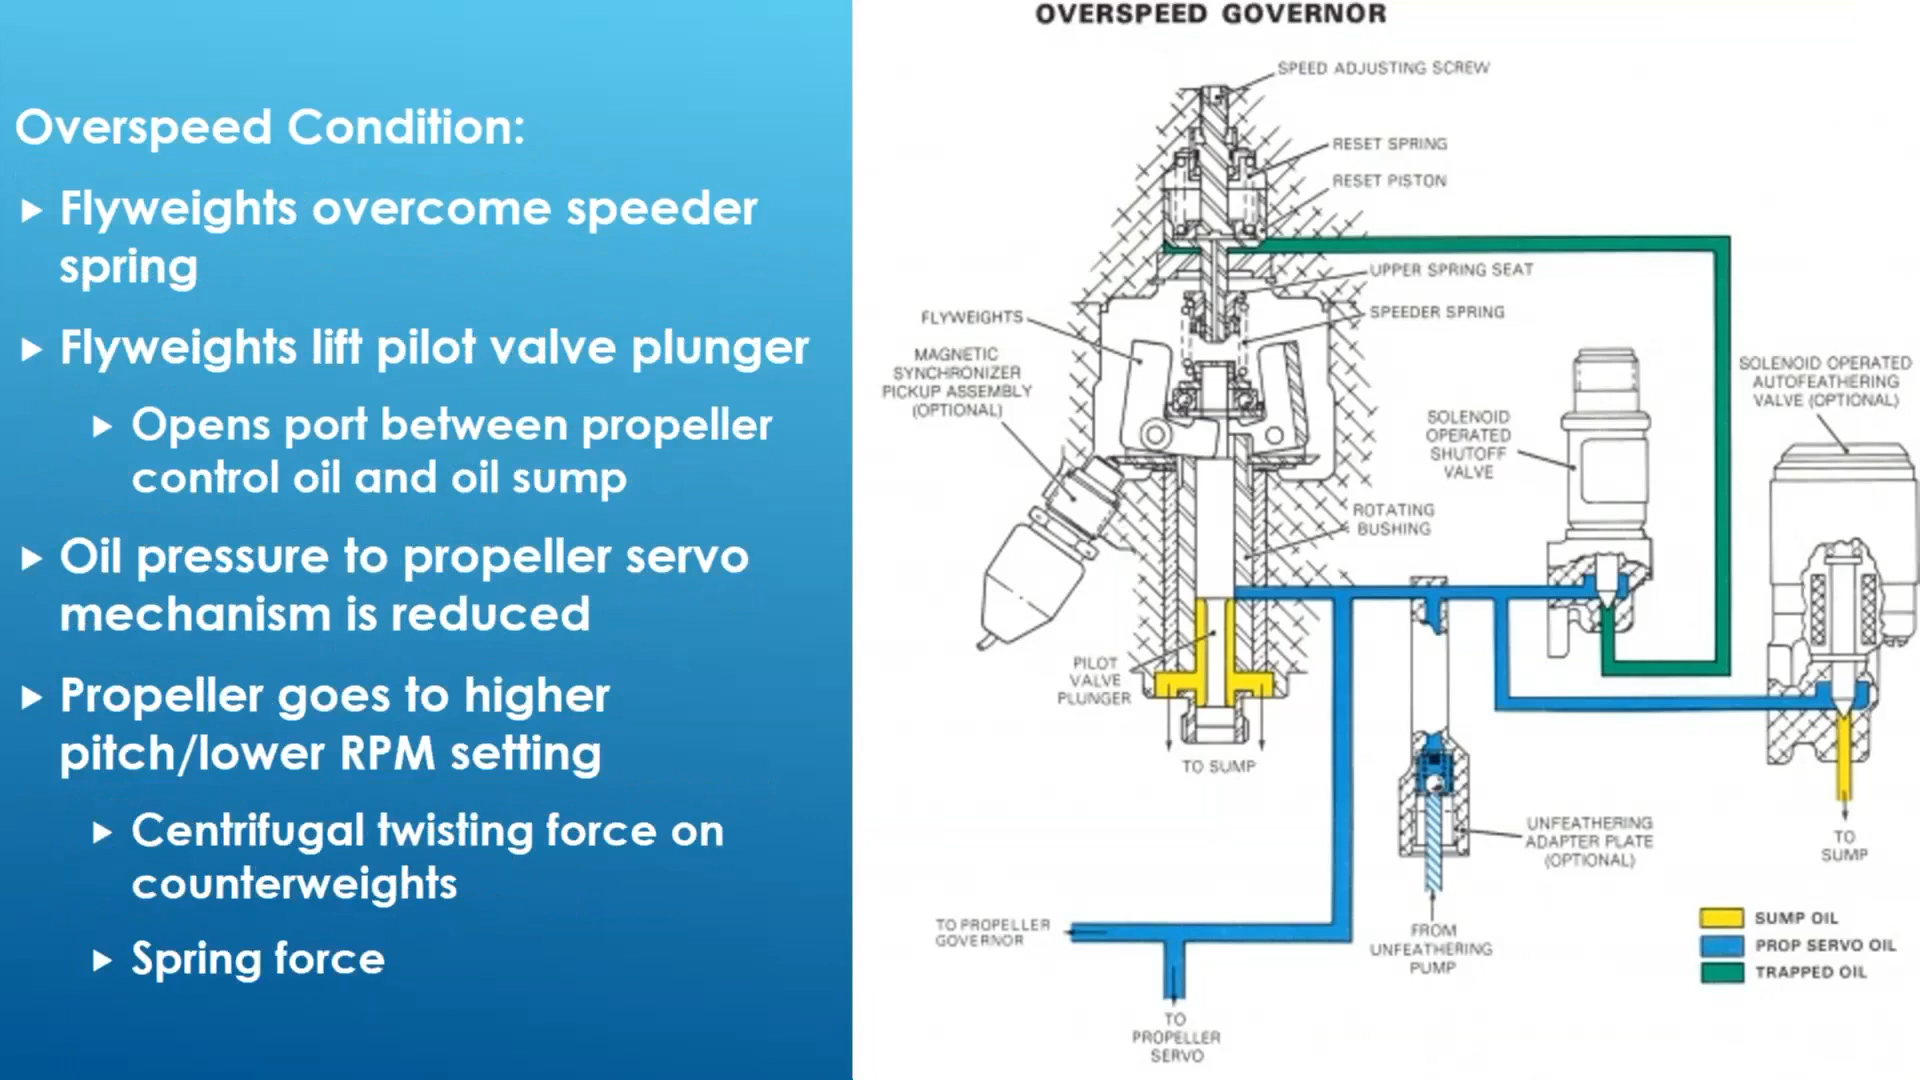 Overspeed Condition:
Flyweights overcome speeder
spring
Flyweights lift pilot valve plunger
Opens port between propeller
control oil and oil sump
Oil pressure to propeller servo
mechanism is reduced
Propeller goes to higher
pitch/lower RPM setting
Centrifugal twisting force on
counterweights
Spring force
OVERSPEED GOVERNOR
SPEED ADJUSTING SCREW
RESET SPRING
RESET PISTON
UPPER SPRING SEAT
SPEEDER SPRING
FLYWEIGHTS
MAGNETIC
SYNCHRONIZER
PICKUP ASSEMBLY
(OPTIONAL)
SOLENOID
OPERATED
SHUTOFF
VALVE
SOLENOID OPERATED
AUTOFEATHERING
VALVE (OPTIONAL)
ROTATING
BUSHING
PILOT
VALVE
PLUNGER
TO SUMP
UNFEATHERING
ADAPTER PLATE
(OPTIONAL)
TO
SUMP
TO PROPELLER
GOVERNOR
FROM
UNFEATHERING
PUMP
TO
PROPELLER
SERVO
SUMP OIL
PROP SERVO OIL
TRAPPED OIL